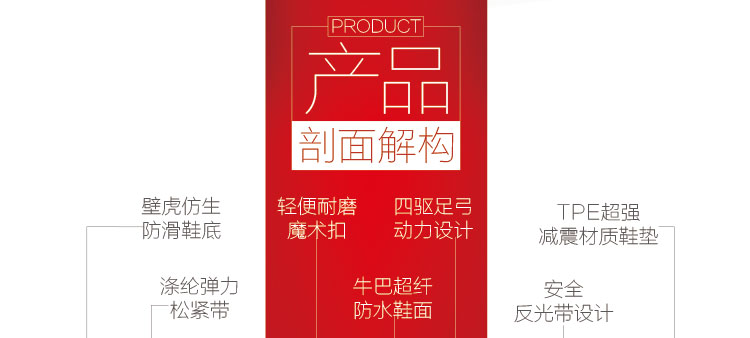 PRODUCT
产品
剖面解构
壁虎仿生
防滑鞋底
轻便耐磨
魔术扣
四驱足弓
动力设计
TPE超强
减震材质鞋垫
涤纶弹力
松紧带
牛巴超纤
防水鞋面
安全
反光带设计